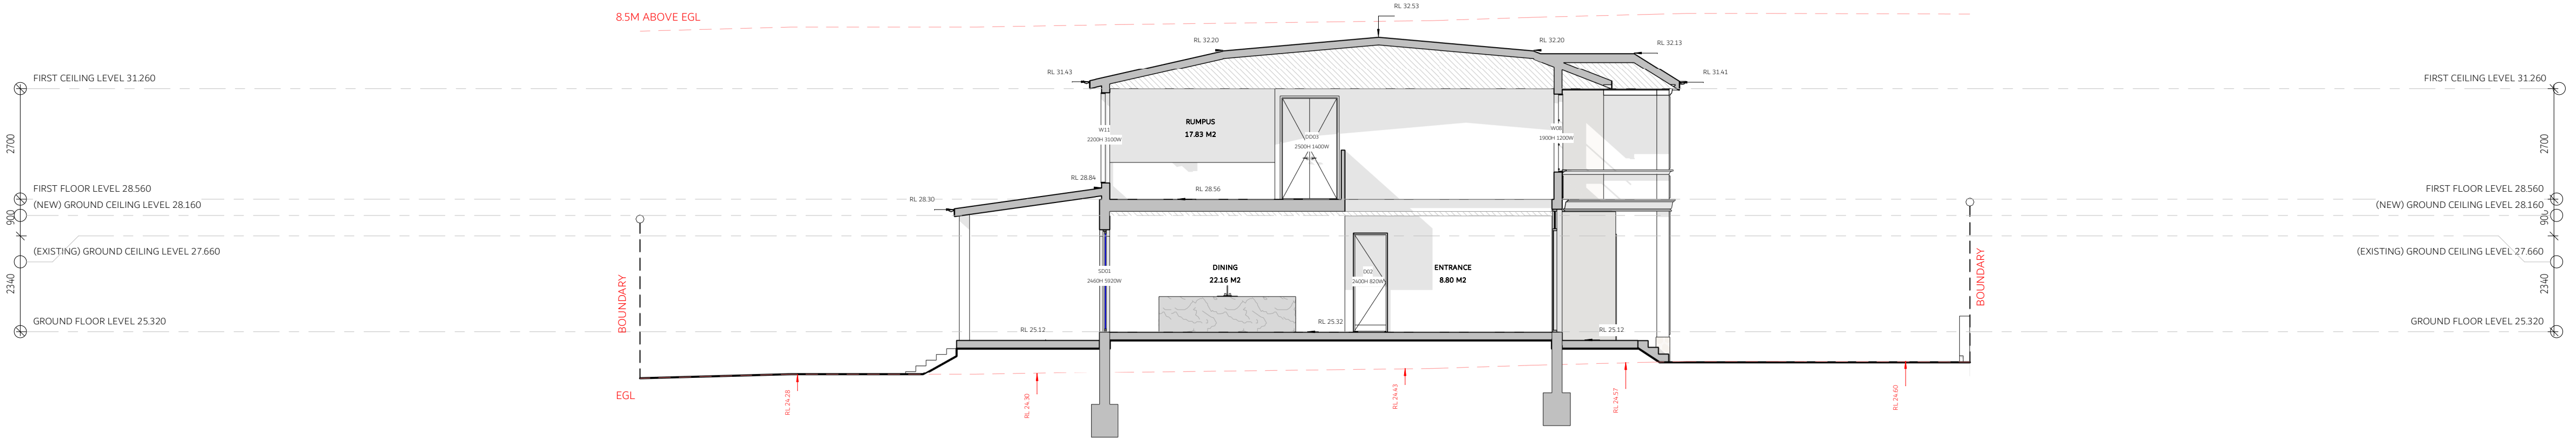 8.5M ABOVE EGL
RL 32.53
RL 32.20
RL 32.20
RL 32.13
RL 31.43
RL 31.41
FIRST CEILING LEVEL 31.260
FIRST CEILING LEVEL 31.260
RUMPUS
17.83 M2
W11
2200H 3100W
DD03
2500H 1400W
W08
1900H 1200W
2700
2700
RL 28.84
RL 28.56
RL 28.30
FIRST FLOOR LEVEL 28.560
FIRST FLOOR LEVEL 28.560
(NEW) GROUND CEILING LEVEL 28.160
(NEW) GROUND CEILING LEVEL 28.160
900
900
(EXISTING) GROUND CEILING LEVEL 27.660
(EXISTING) GROUND CEILING LEVEL 27.660
BOUNDARY
BOUNDARY
DINING
22.16 M2
ENTRANCE
8.80 M2
SD01
2460H 5920W
D02
2400H 820W
2340
2340
GROUND FLOOR LEVEL 25.320
GROUND FLOOR LEVEL 25.320
RL 25.12
RL 25.32
RL 25.12
EGL
RL 24.28
RL 24.30
RL 24.43
RL 24.57
RL 24.60